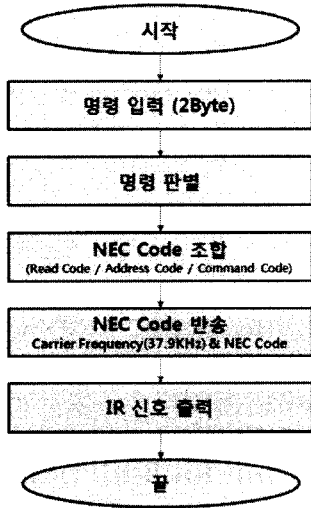 시작
명령 입력 (2Byte)
명령 판별
NEC Code 조합
(Read Code / Address Code / Command Code)
NEC Code 반송
Carrier Frequency(37.9KHz) & NEC Code
IR 신호 출력
끝